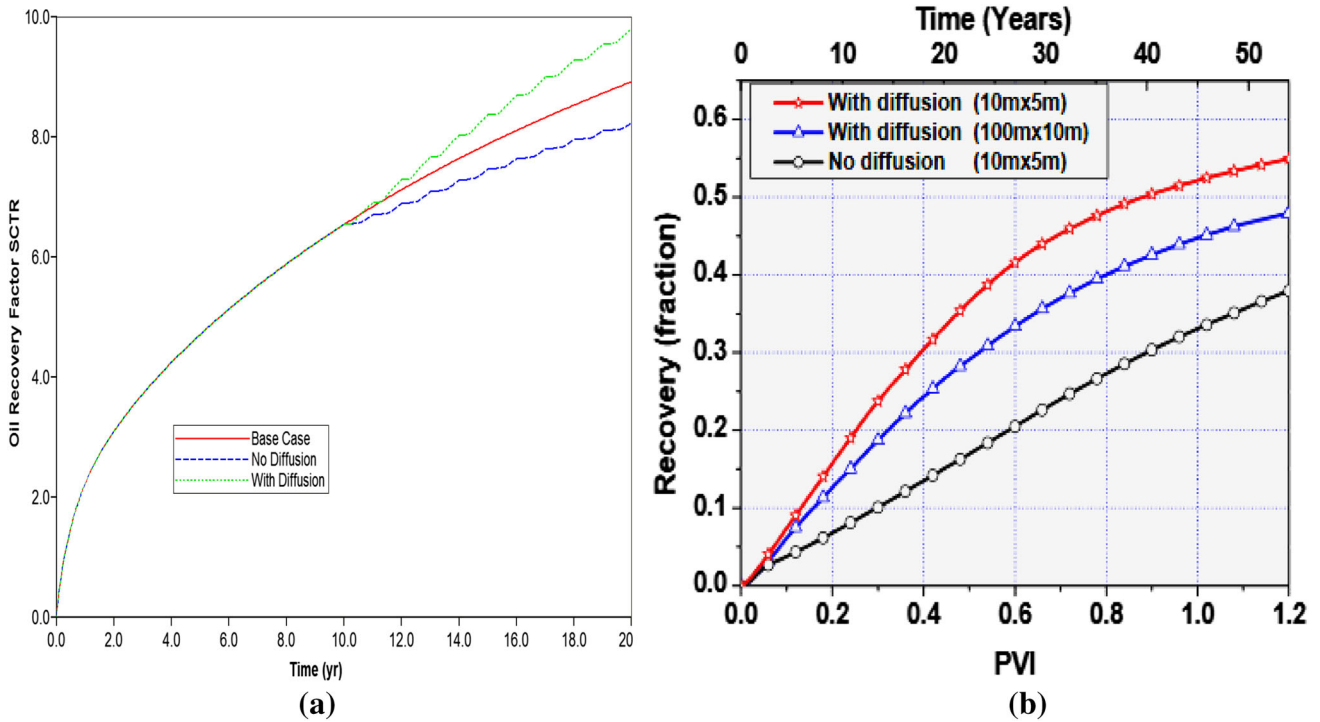 Oil Recovery Factor SCTR
10.0
8.0
6.0
4.0
2.0
0.0
Base Case
No Diffusion
With Diffusion
0.0 2.0 4.0 6.0 8.0 10.0 12.0 14.0 16.0 18.0 20
Time (yr)
(a)
Time (Years)
0 10 20 30 40 50
With diffusion (10mx5m)
With diffusion (100mx10m)
No diffusion (10mx5m)
Recovery (fraction)
0.6
0.5
0.4
0.3
0.2
0.1
0.0
0.0 0.2 0.4 0.6 0.8 1.0 1.2
PVI
(b)